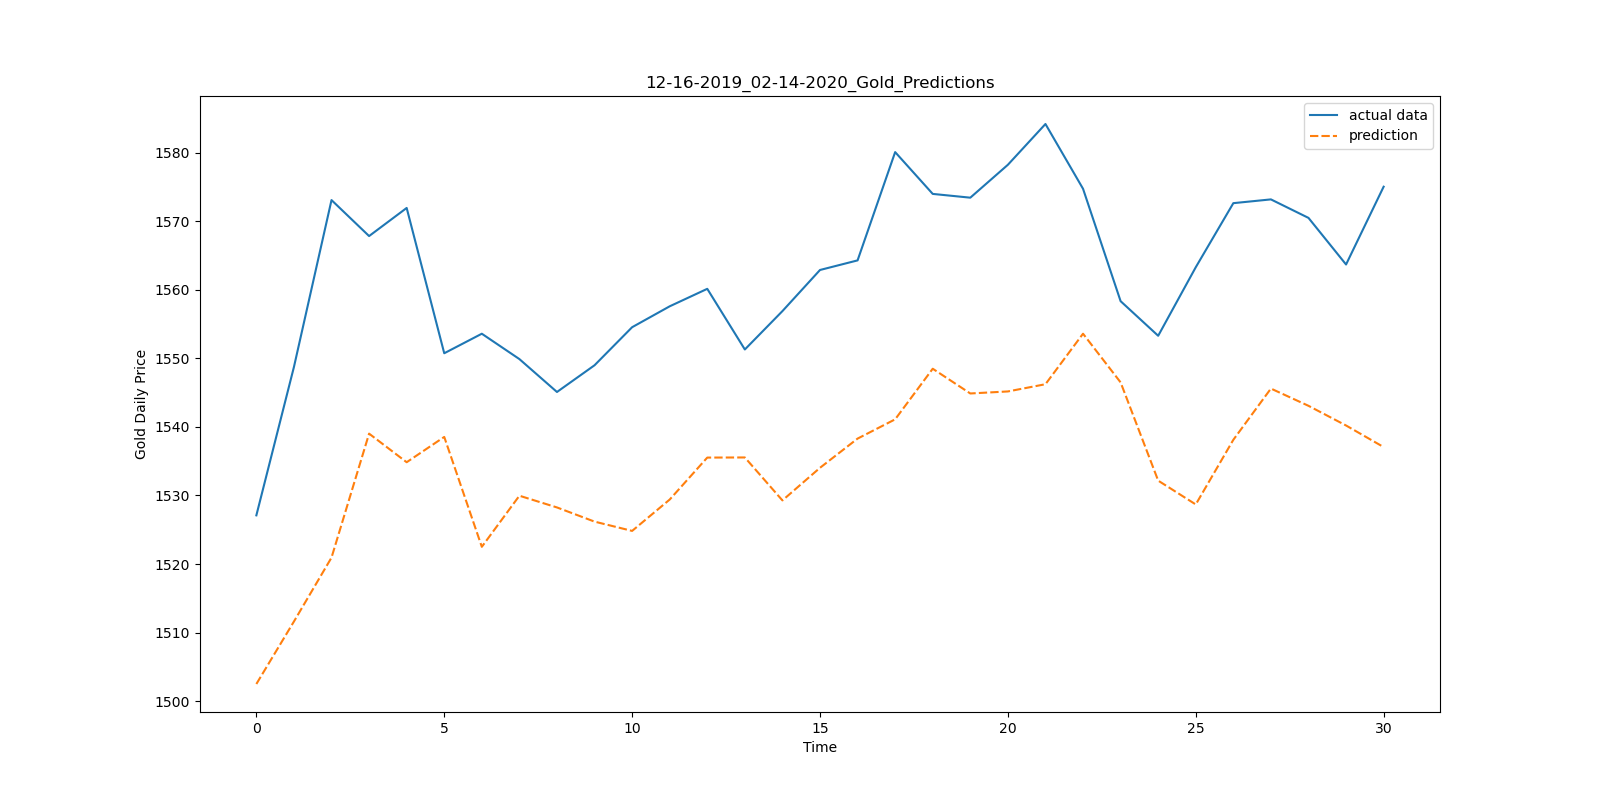 12-16-2019_02-14-2020_Gold_Predictions
actual data
prediction
Gold Daily Price
1580
1570
1560
1550
1540
1530
1520
1510
1500
0 5 10 15 20 25 30
Time